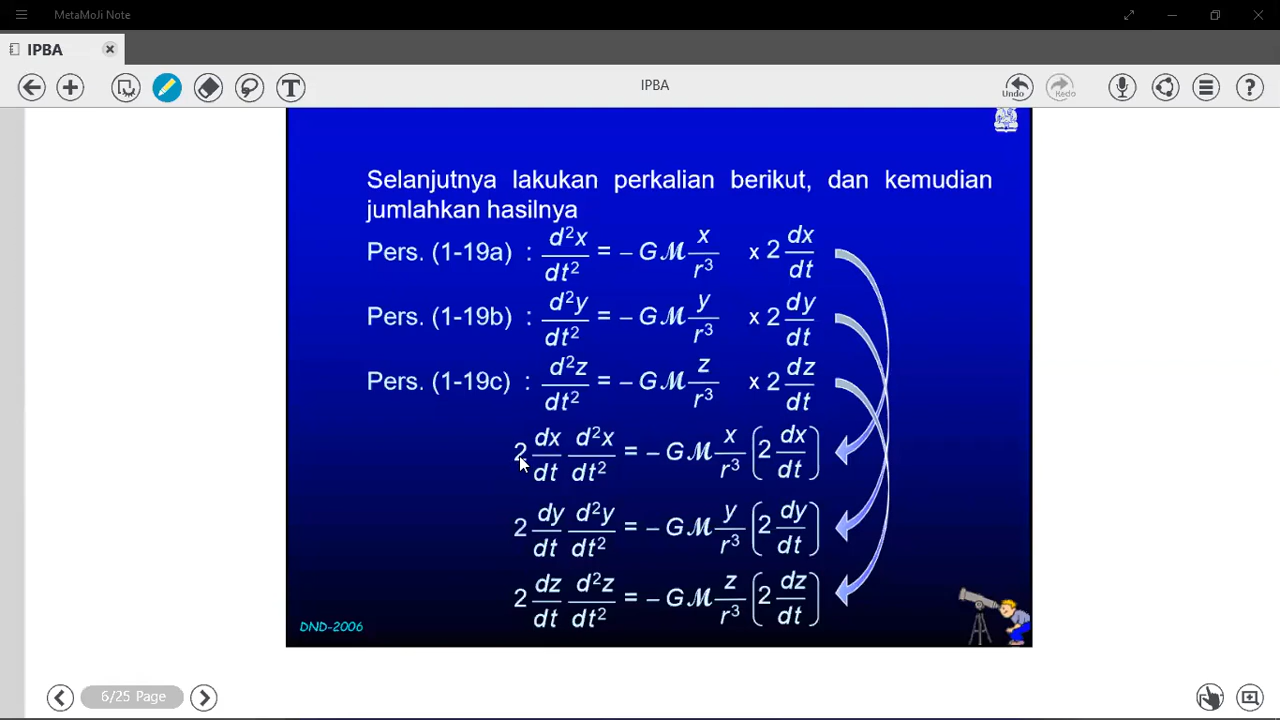 MetaMoJi Note
IPBA
IPBA
Undo
Redo
Selanjutnya lakukan perkalian berikut, dan kemudian
jumlahkan hasilnya
Pers. (1-19a) : d²x/dt² = – G ℳ x/r³ x 2 dx/dt
Pers. (1-19b) : d²y/dt² = – G ℳ y/r³ x 2 dy/dt
Pers. (1-19c) : d²z/dt² = – G ℳ z/r³ x 2 dz/dt
2 dx/dt d²x/dt² = – G ℳ x/r³ (2 dx/dt)
2 dy/dt d²y/dt² = – G ℳ y/r³ (2 dy/dt)
2 dz/dt d²z/dt² = – G ℳ z/r³ (2 dz/dt)
DND-2006
6/25 Page